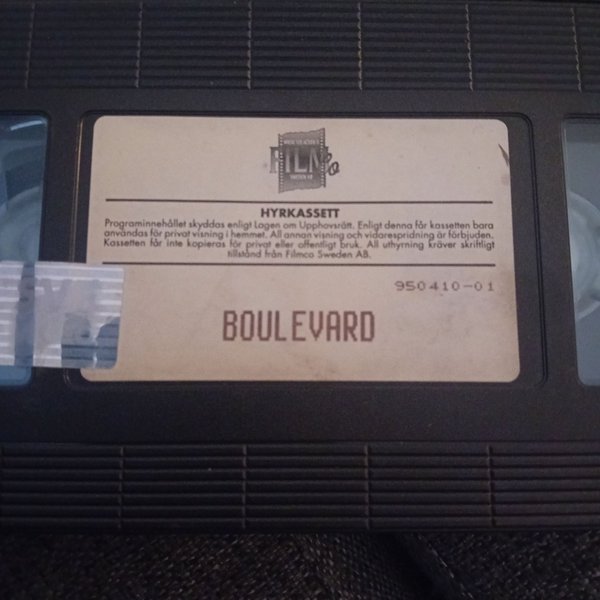 FILMCo
SWEDEN AB
HYRKASSETT
Programinnehållet skyddas enligt Lagen om Upphovsrätt. Enligt denna får kassetten bara
användas för privat visning i hemmet. All annan visning och vidarespridning är förbjuden.
Kassetten får inte kopieras för privat eller offentligt bruk. All uthyrning kräver skriftligt
tillstånd från Filmco Sweden AB.
950410-01
BOULEVARD